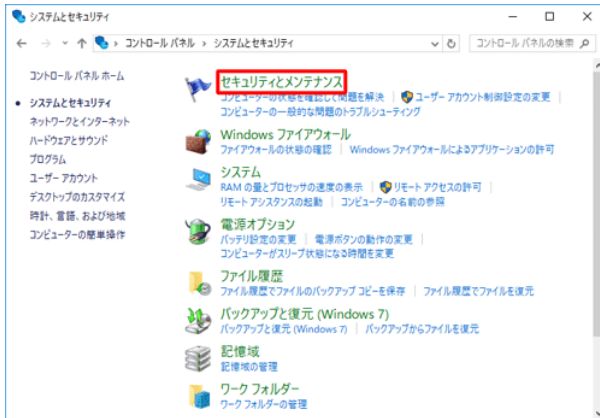 システムとセキュリティ
コントロール パネル › システムとセキュリティ
コントロール パネルの検索
コントロール パネル ホーム
システムとセキュリティ
ネットワークとインターネット
ハードウェアとサウンド
プログラム
ユーザー アカウント
デスクトップのカスタマイズ
時計、言語、および地域
コンピューターの簡単操作
セキュリティとメンテナンス
コンピューターの状態を確認して問題を解決 | ユーザー アカウント制御設定の変更 |
コンピューターの一般的な問題のトラブルシューティング
Windows ファイアウォール
ファイアウォールの状態の確認 | Windows ファイアウォールによるアプリケーションの許可
システム
RAM の量とプロセッサの速度の表示 | リモート アクセスの許可 |
リモート アシスタンスの起動 | コンピューターの名前の参照
電源オプション
バッテリ設定の変更 | 電源ボタンの動作の変更 |
コンピューターがスリープ状態になる時間を変更
ファイル履歴
ファイル履歴でファイルのバックアップ コピーを保存 | ファイル履歴でファイルを復元
バックアップと復元 (Windows 7)
バックアップと復元 (Windows 7) | バックアップからファイルを復元
記憶域
記憶域の管理
ワーク フォルダー
ワーク フォルダーの管理